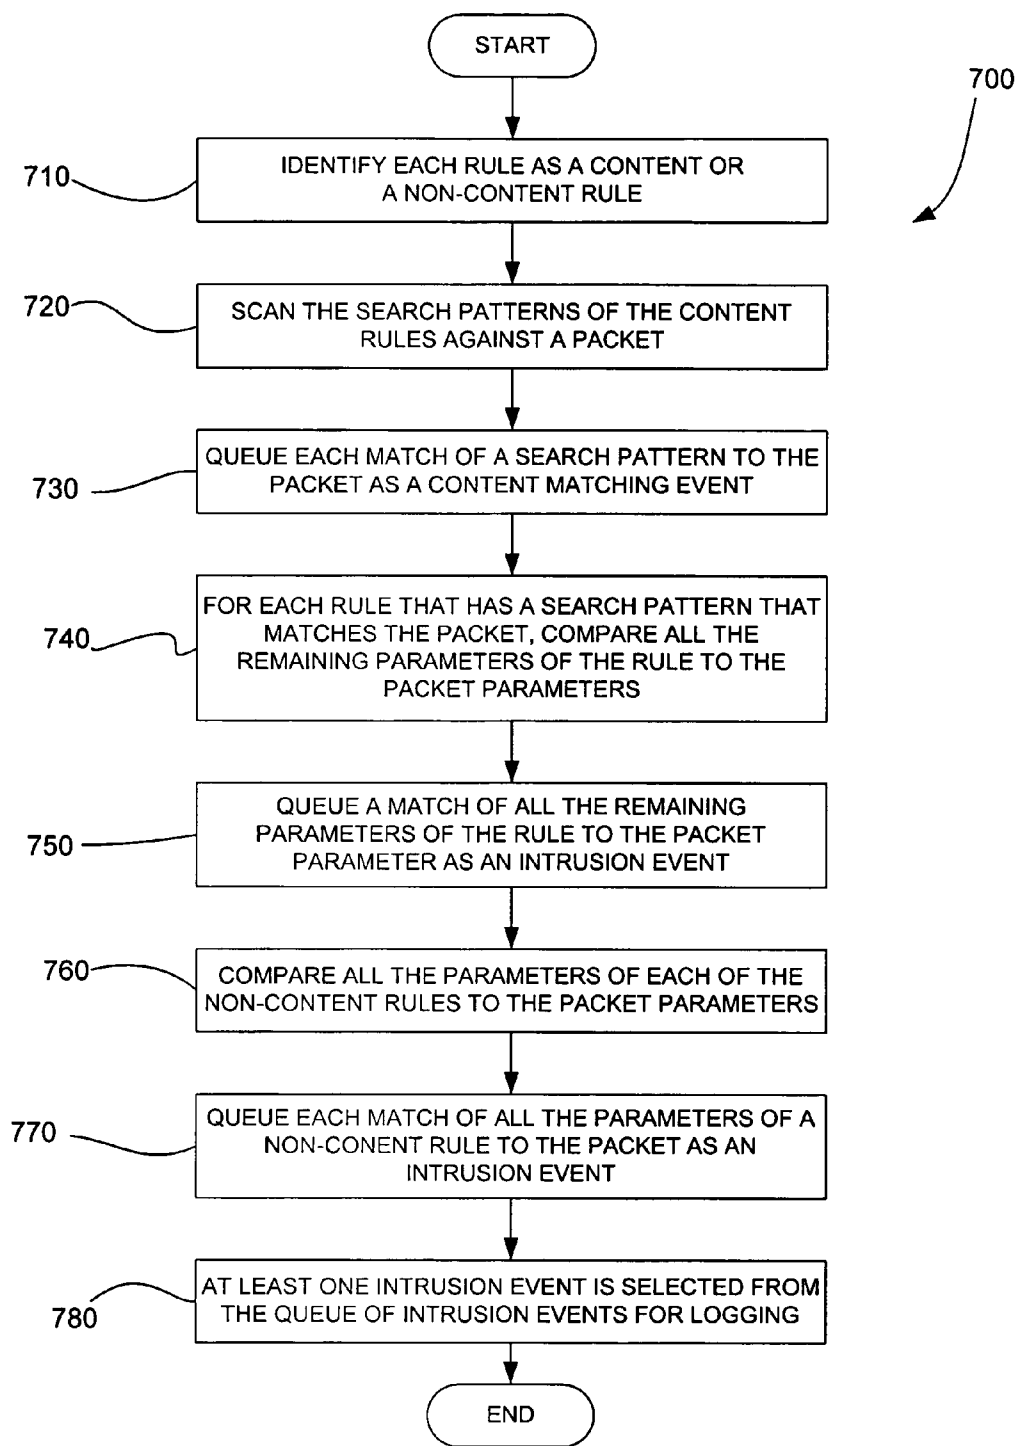 START
700
710
IDENTIFY EACH RULE AS A CONTENT OR
A NON-CONTENT RULE
720
SCAN THE SEARCH PATTERNS OF THE CONTENT
RULES AGAINST A PACKET
730
QUEUE EACH MATCH OF A SEARCH PATTERN TO THE
PACKET AS A CONTENT MATCHING EVENT
740
FOR EACH RULE THAT HAS A SEARCH PATTERN THAT
MATCHES THE PACKET, COMPARE ALL THE
REMAINING PARAMETERS OF THE RULE TO THE
PACKET PARAMETERS
750
QUEUE A MATCH OF ALL THE REMAINING
PARAMETERS OF THE RULE TO THE PACKET
PARAMETER AS AN INTRUSION EVENT
760
COMPARE ALL THE PARAMETERS OF EACH OF THE
NON-CONTENT RULES TO THE PACKET PARAMETERS
770
QUEUE EACH MATCH OF ALL THE PARAMETERS OF A
NON-CONENT RULE TO THE PACKET AS AN
INTRUSION EVENT
780
AT LEAST ONE INTRUSION EVENT IS SELECTED FROM
THE QUEUE OF INTRUSION EVENTS FOR LOGGING
END